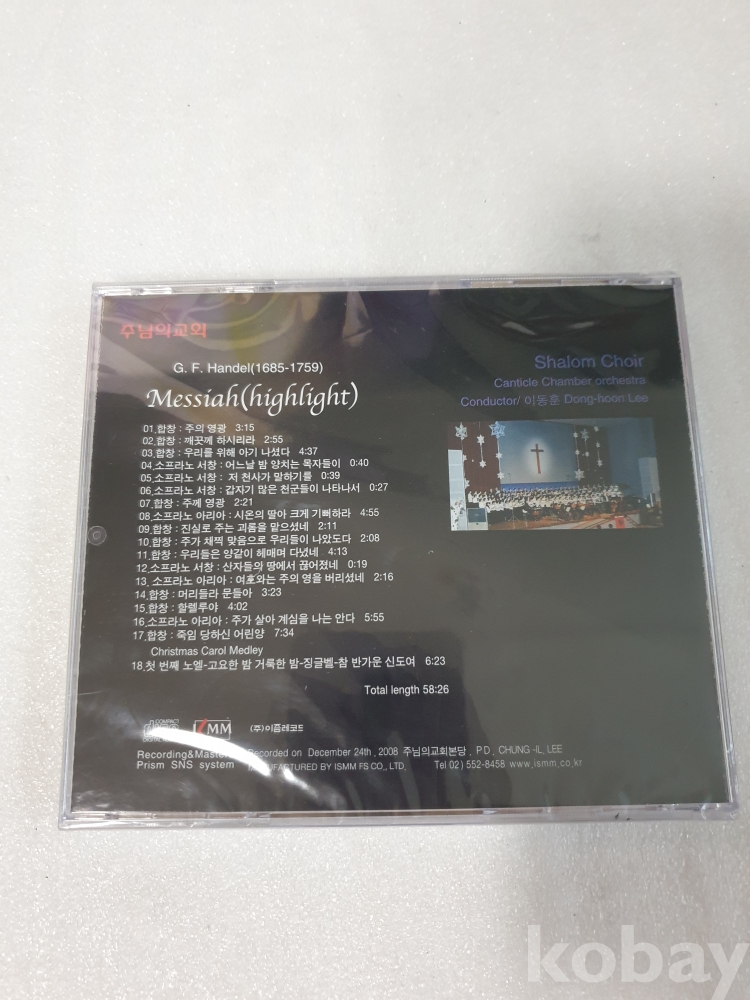 주님의교회
G. F. Handel(1685-1759)
Messiah(highlight)
Shalom Choir
Canticle Chamber orchestra
Conductor/ 이동훈 Dong-hoon Lee
01.합창 : 주의 영광 3:15
02.합창 : 깨끗께 하시리라 2:55
03.합창 : 우리를 위해 아기 나셨다 4:37
04.소프라노 서창 : 어느날 밤 양치는 목자들이 0:40
05.소프라노 서창 : 저 천사가 말하기를 0:39
06.소프라노 서창 : 갑자기 많은 천군들이 나타나서 0:27
07.합창 : 주께 영광 2:21
08.소프라노 아리아 : 시온의 딸아 크게 기뻐하라 4:55
09.합창 : 진실로 주는 괴롬을 맡으셨네 2:11
10.합창 : 주가 채찍 맞음으로 우리들이 나았도다 2:08
11.합창 : 우리들은 양같이 헤매며 다녔네 4:13
12.소프라노 서창 : 산자들의 땅에서 끊어졌네 0:19
13. 소프라노 아리아 : 여호와는 주의 영을 버리셨네 2:16
14.합창 : 머리들라 문들아 3:23
15.합창 : 할렐루야 4:02
16.소프라노 아리아 : 주가 살아 계심을 나는 안다 5:55
17.합창 : 죽임 당하신 어린양 7:34
Christmas Carol Medley
18.첫 번째 노엘-고요한 밤 거룩한 밤-징글벨-참 반가운 신도여 6:23
Total length 58:26
COMPACT
DIGITAL
ISMM
(주)이즘레코드
Recording&Master
Prism SNS system
Recorded on December 24th, 2008 주님의교회본당, P.D, CHUNG-IL, LEE
MANUFACTURED BY ISMM FS CO., LTD. Tel 02) 552-8458 www.ismm.co.kr
kobay